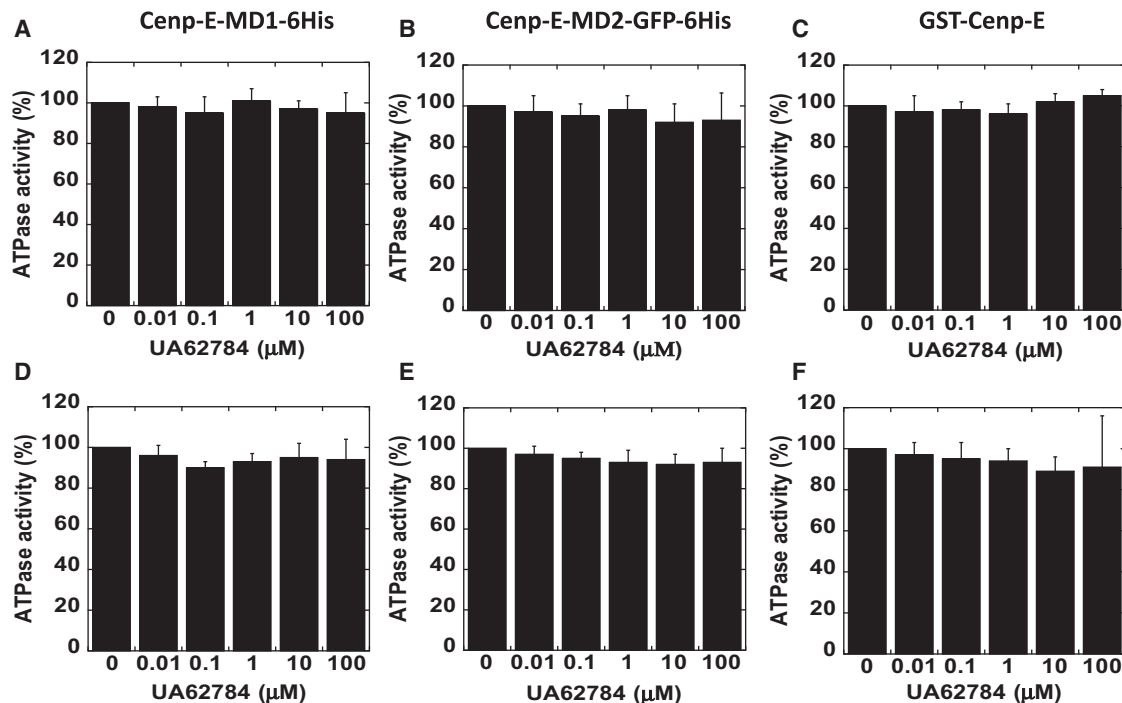 Cenp-E-MD1-6His
Cenp-E-MD2-GFP-6His
GST-Cenp-E
A
120
100
80
60
40
20
0
ATPase activity (%)
0 0.01 0.1 1 10 100
UA62784 (μM)
B
120
100
80
60
40
20
0
ATPase activity (%)
0 0.01 0.1 1 10 100
UA62784 (μM)
C
120
100
80
60
40
20
0
ATPase activity (%)
0 0.01 0.1 1 10 100
UA62784 (μM)
D
120
100
80
60
40
20
0
ATPase activity (%)
0 0.01 0.1 1 10 100
UA62784 (μM)
E
120
100
80
60
40
20
0
ATPase activity (%)
0 0.01 0.1 1 10 100
UA62784 (μM)
F
120
100
80
60
40
20
0
ATPase activity (%)
0 0.01 0.1 1 10 100
UA62784 (μM)